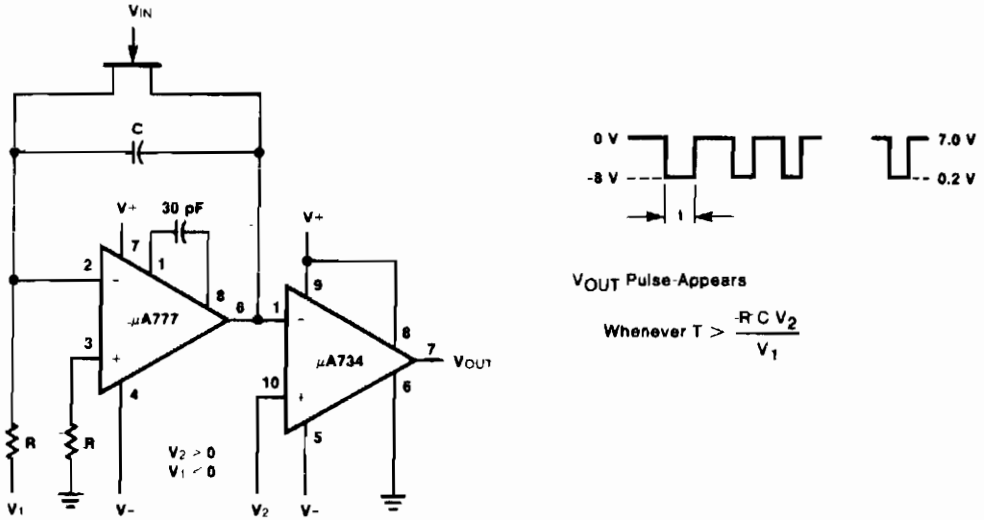 VIN
C
V+
30 pF
7
1
8
2
-
μA777
6
3
+
4
R
R
V2 > 0
V1 < 0
V1
V-
V+
9
1
-
8
μA734
7
VOUT
10
+
6
5
V2
V-
0 V
7.0 V
-8 V
0.2 V
t
VOUT Pulse Appears
Whenever T > -R C V2
V1